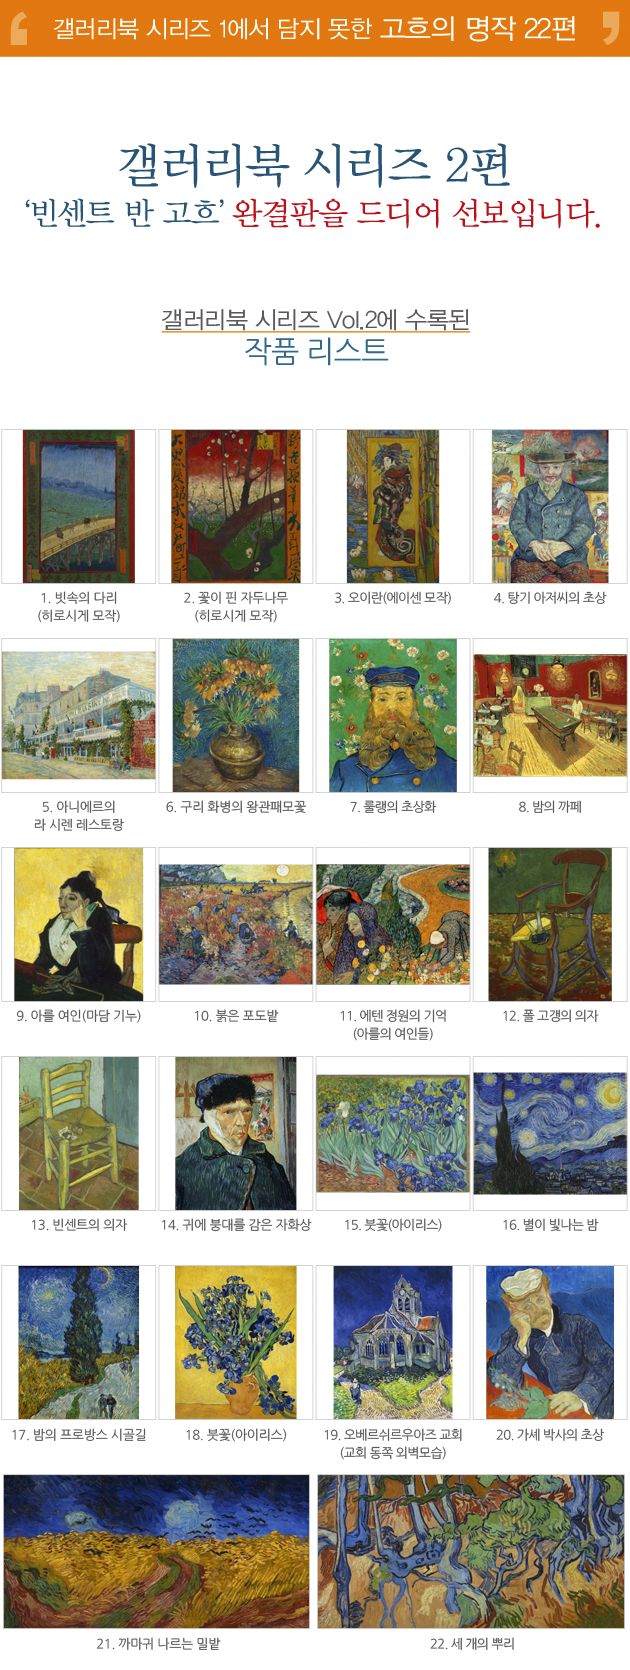 갤러리북 시리즈 1에서 담지 못한 고흐의 명작 22편
갤러리북 시리즈 2편
‘빈센트 반 고흐’ 완결판을 드디어 선보입니다.
갤러리북 시리즈 Vol.2에 수록된
작품 리스트
1. 빗속의 다리
(히로시게 모작)
2. 꽃이 핀 자두나무
(히로시게 모작)
3. 오이란(에이센 모작)
4. 탕기 아저씨의 초상
5. 아니에르의
라 시렌 레스토랑
6. 구리 화병의 왕관패모꽃
7. 룰랭의 초상화
8. 밤의 까페
9. 아를 여인(마담 기누)
10. 붉은 포도밭
11. 에텐 정원의 기억
(아를의 여인들)
12. 폴 고갱의 의자
13. 빈센트의 의자
14. 귀에 붕대를 감은 자화상
15. 붓꽃(아이리스)
16. 별이 빛나는 밤
17. 밤의 프로방스 시골길
18. 붓꽃(아이리스)
19. 오베르쉬르우아즈 교회
(교회 동쪽 외벽모습)
20. 가셰 박사의 초상
21. 까마귀 나르는 밀밭
22. 세 개의 뿌리